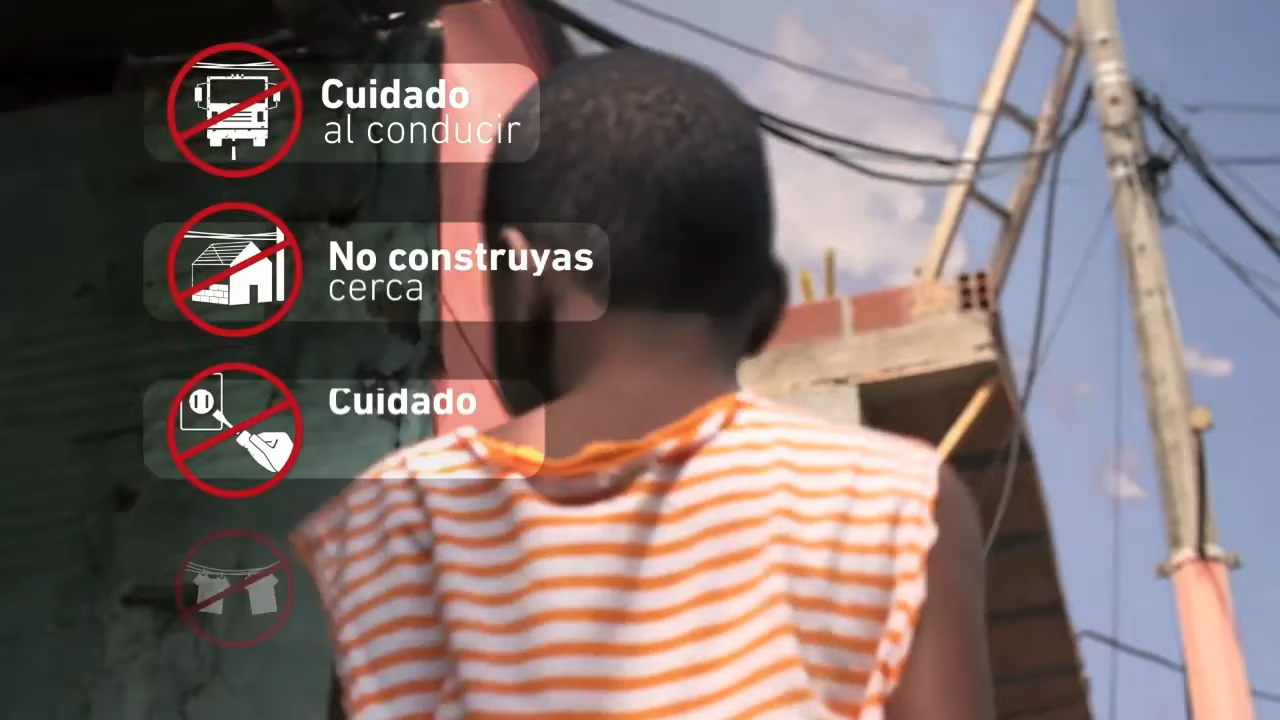 Cuidado
al conducir
No construyas
cerca
Cuidado